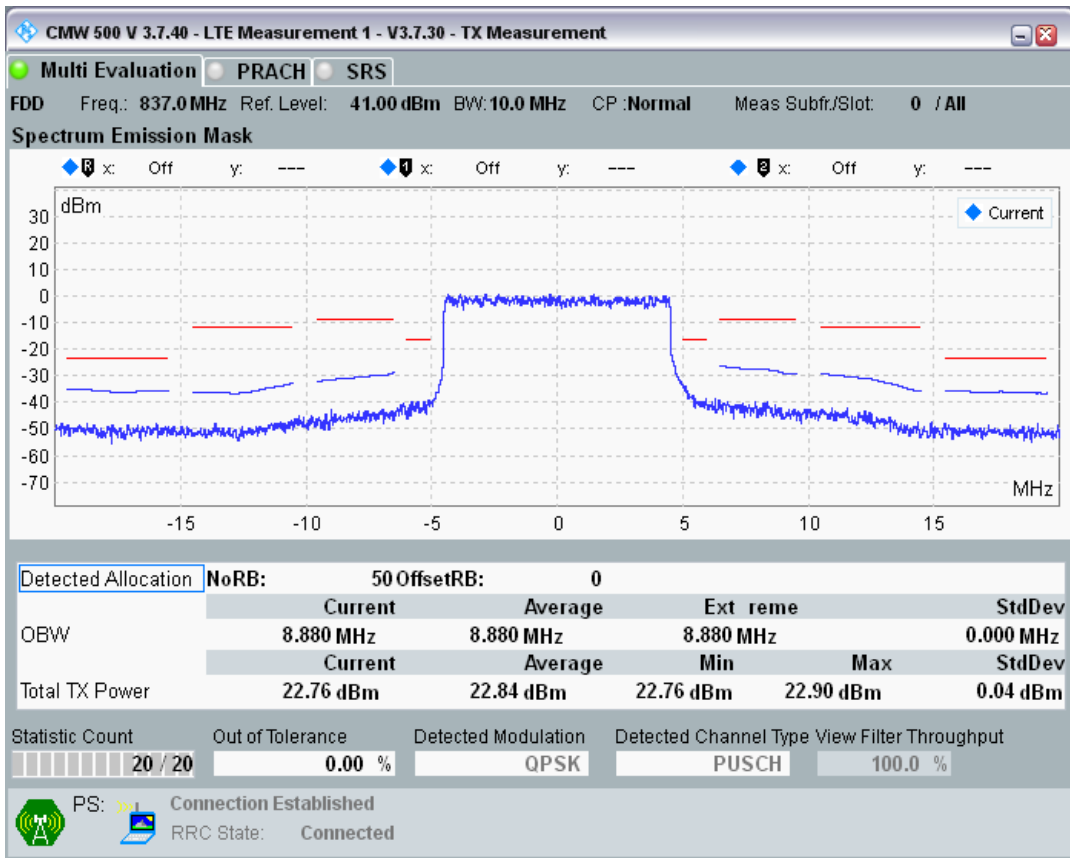 CMW 500 V 3.7.40 - LTE Measurement 1 - V3.7.30 - TX Measurement
Multi Evaluation PRACH SRS
FDD Freq.: 837.0 MHz Ref. Level: 41.00 dBm BW: 10.0 MHz CP :Normal Meas Subfr./Slot: 0 / All
Spectrum Emission Mask
R x: Off y: --- 1 x: Off y: --- 2 x: Off y: ---
dBm
Current
30
20
10
0
-10
-20
-30
-40
-50
-60
-70
MHz
-15 -10 -5 0 5 10 15
Detected Allocation NoRB: 50 OffsetRB: 0
Current Average Ext reme StdDev
OBW 8.880 MHz 8.880 MHz 8.880 MHz 0.000 MHz
Current Average Min Max StdDev
Total TX Power 22.76 dBm 22.84 dBm 22.76 dBm 22.90 dBm 0.04 dBm
Statistic Count Out of Tolerance Detected Modulation Detected Channel Type View Filter Throughput
20 / 20 0.00 % QPSK PUSCH 100.0 %
PS: Connection Established
RRC State: Connected